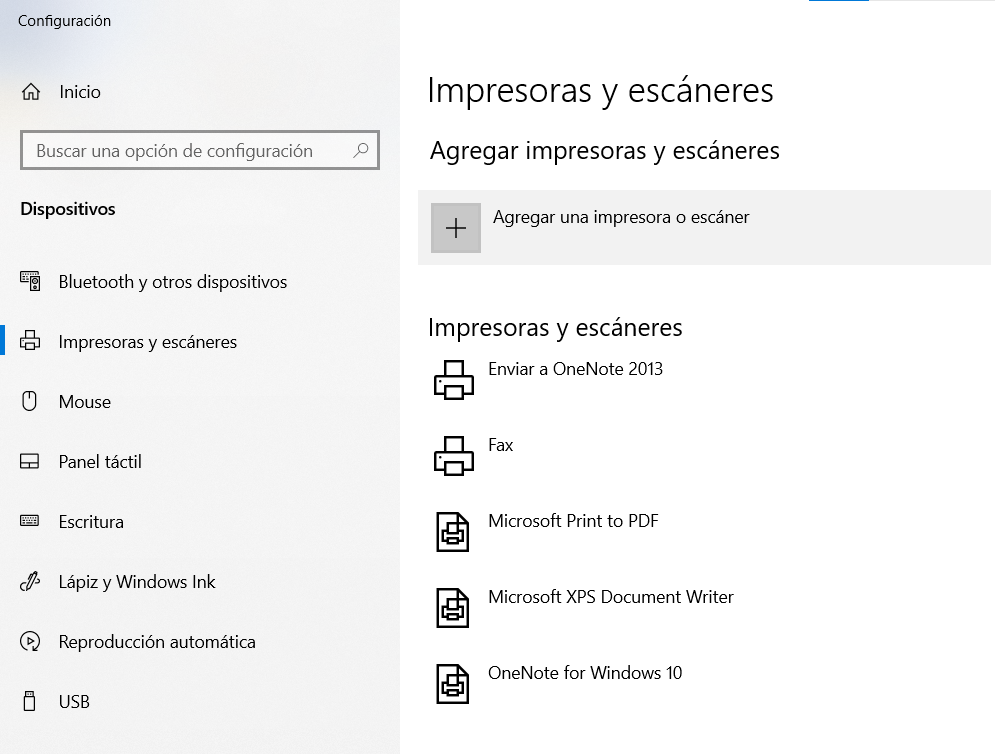 Configuración
Inicio
Buscar una opción de configuración
Dispositivos
Bluetooth y otros dispositivos
Impresoras y escáneres
Mouse
Panel táctil
Escritura
Lápiz y Windows Ink
Reproducción automática
USB
Impresoras y escáneres
Agregar impresoras y escáneres
Agregar una impresora o escáner
Impresoras y escáneres
Enviar a OneNote 2013
Fax
Microsoft Print to PDF
Microsoft XPS Document Writer
OneNote for Windows 10